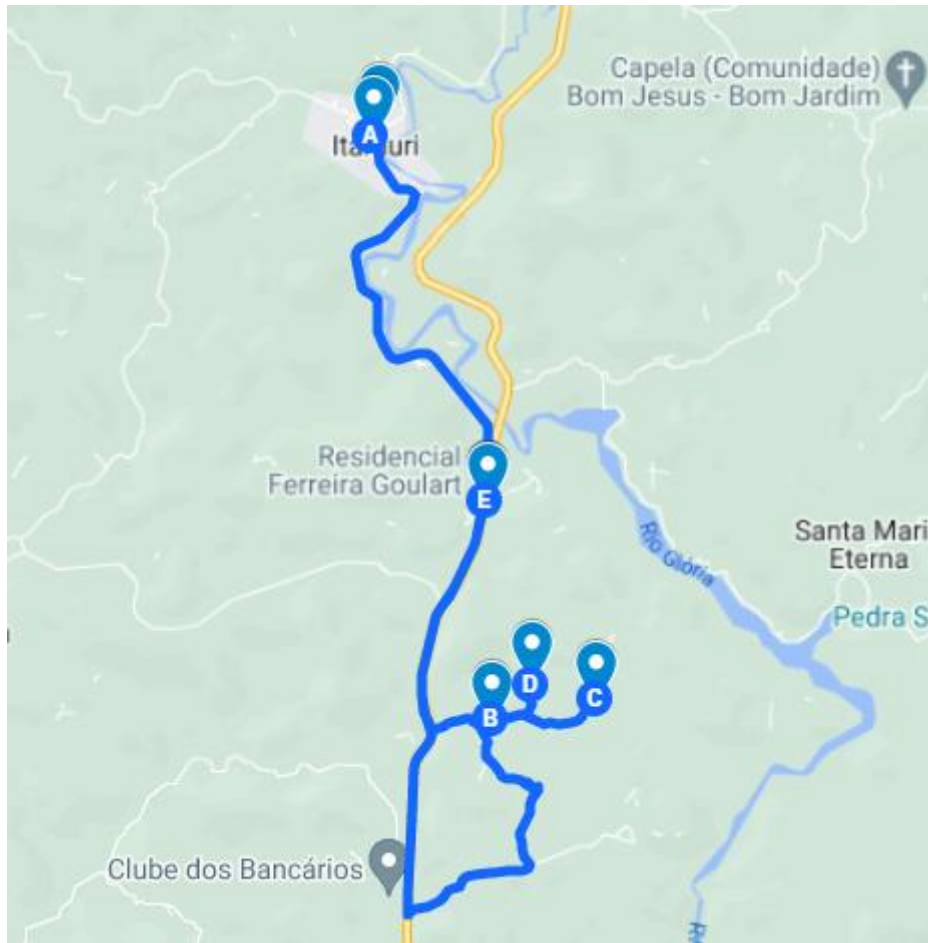 Capela (Comunidade)
Bom Jesus - Bom Jardim
A
Residencial
Ferreira Goulart
E
Rio Glória
Santa Mari
Eterna
Pedra S
D
C
B
Clube dos Bancários